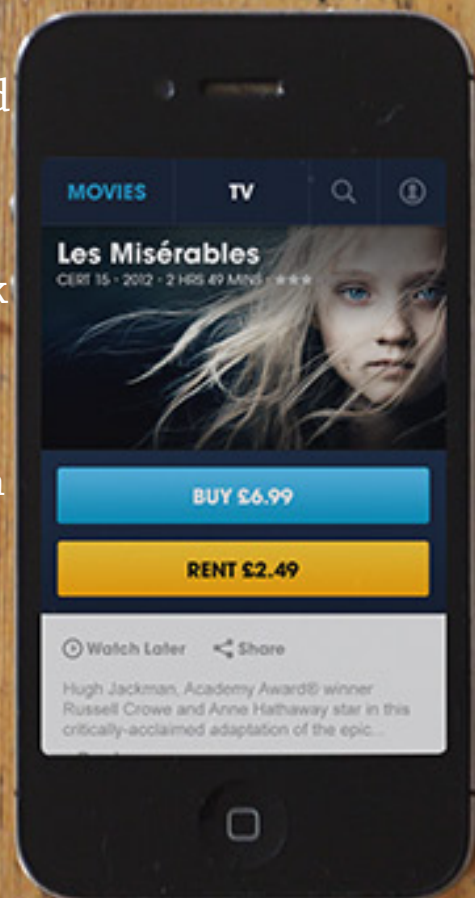 d
k
n
MOVIES TV
Les Misérables
CERT 15 - 2012 - 2 HRS 49 MINS - ★★★
BUY £6.99
RENT £2.49
Watch Later Share
Hugh Jackman, Academy Award® winner
Russell Crowe and Anne Hathaway star in this
critically-acclaimed adaptation of the epic...